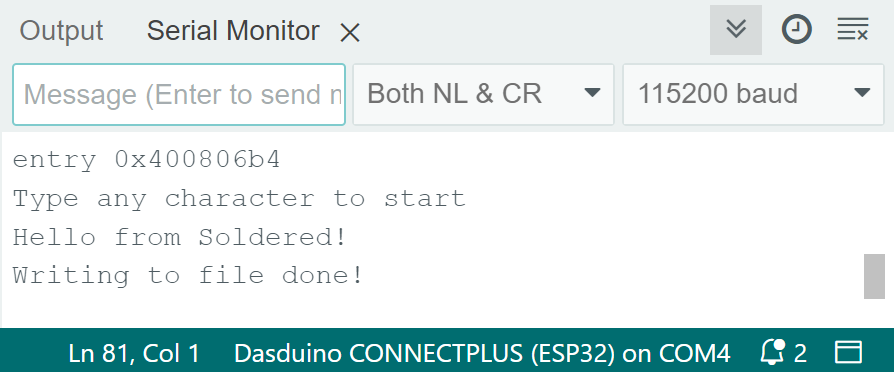 Output Serial Monitor
Message (Enter to send m Both NL & CR 115200 baud
entry 0x400806b4
Type any character to start
Hello from Soldered!
Writing to file done!
Ln 81, Col 1 Dasduino CONNECTPLUS (ESP32) on COM4 2